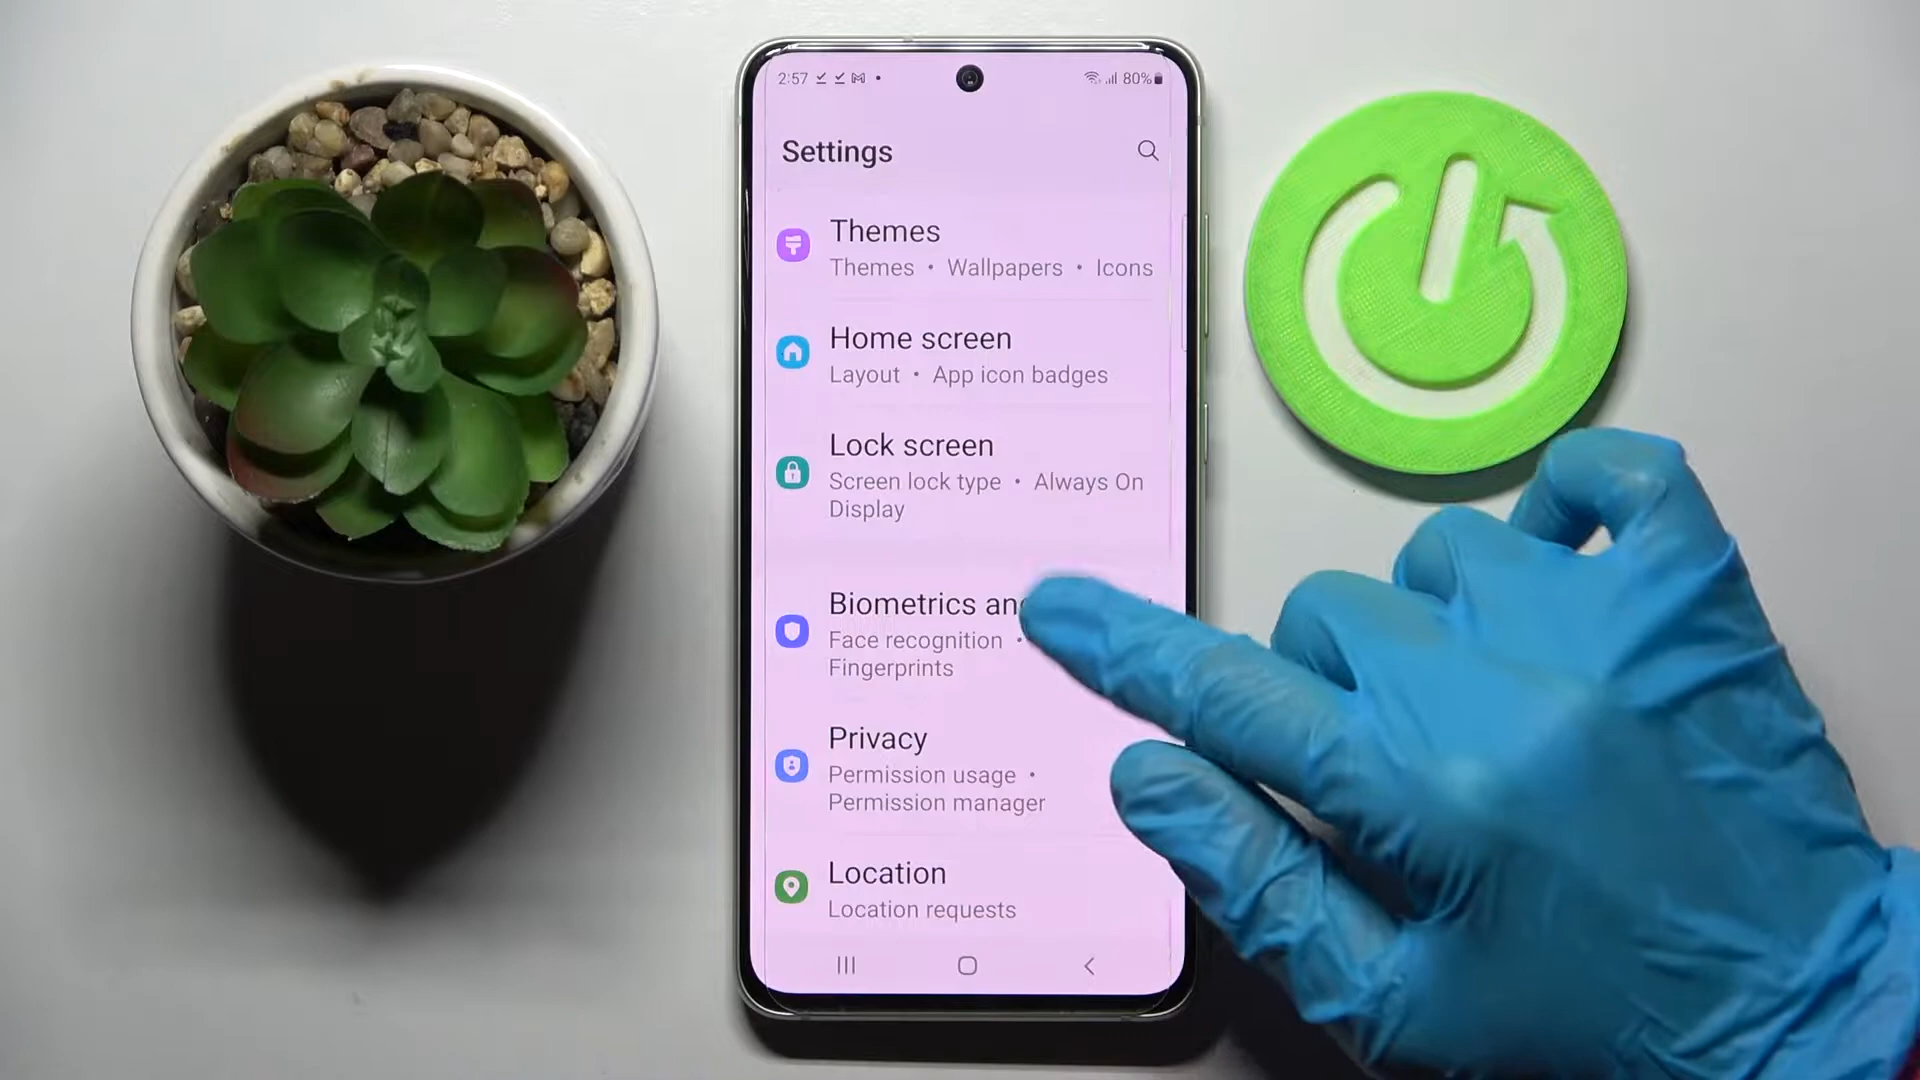 2:57 80%
Settings
Themes
Themes • Wallpapers • Icons
Home screen
Layout • App icon badges
Lock screen
Screen lock type • Always On
Display
Biometrics
Face recognition •
Fingerprints
Privacy
Permission usage •
Permission manager
Location
Location requests